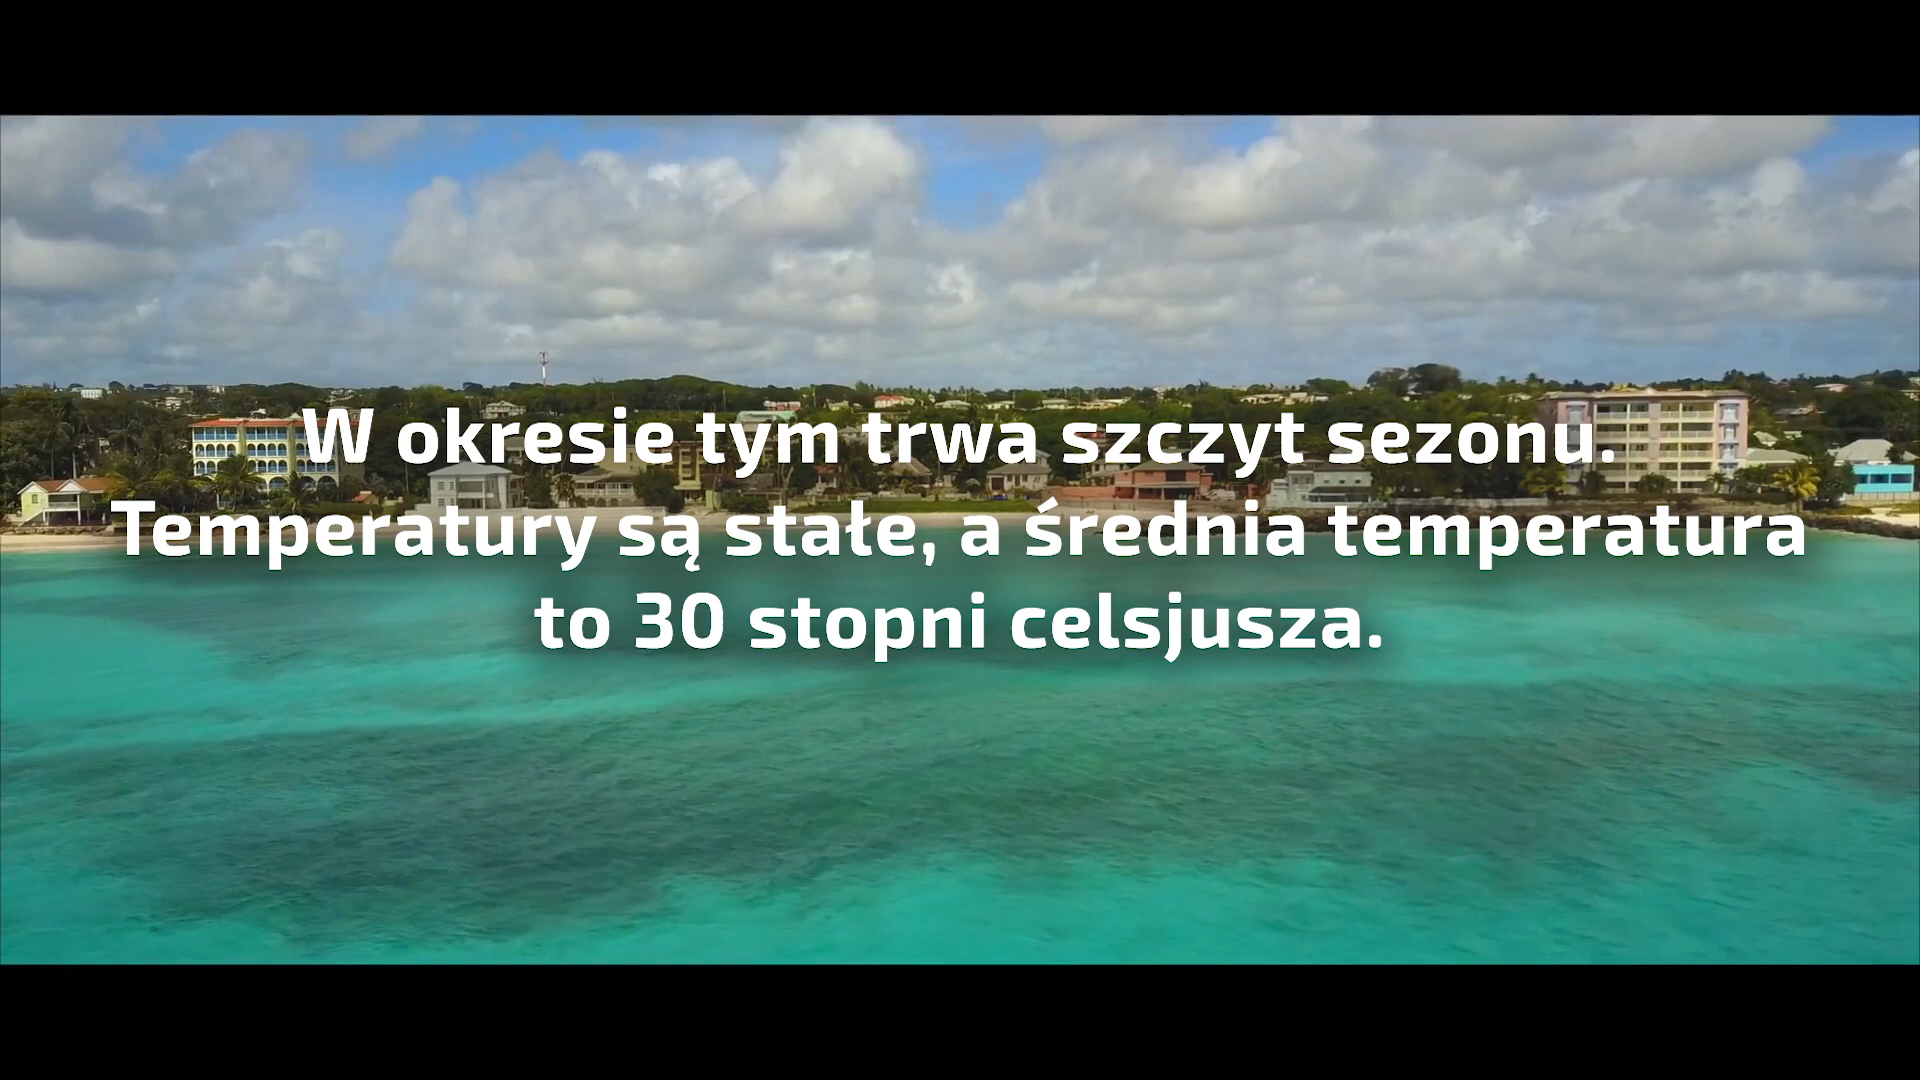 W okresie tym trwa szczyt sezonu.
Temperatury są stałe, a średnia temperatura
to 30 stopni celsjusza.